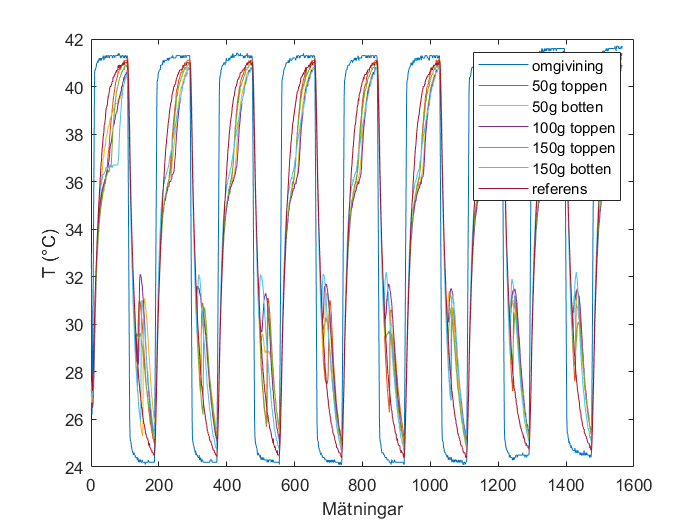 42
40
38
36
34
32
30
28
26
24
T (°C)
0
200
400
600
800
1000
1200
1400
1600
Mätningar
omgivining
50g toppen
50g botten
100g toppen
150g toppen
150g botten
referens